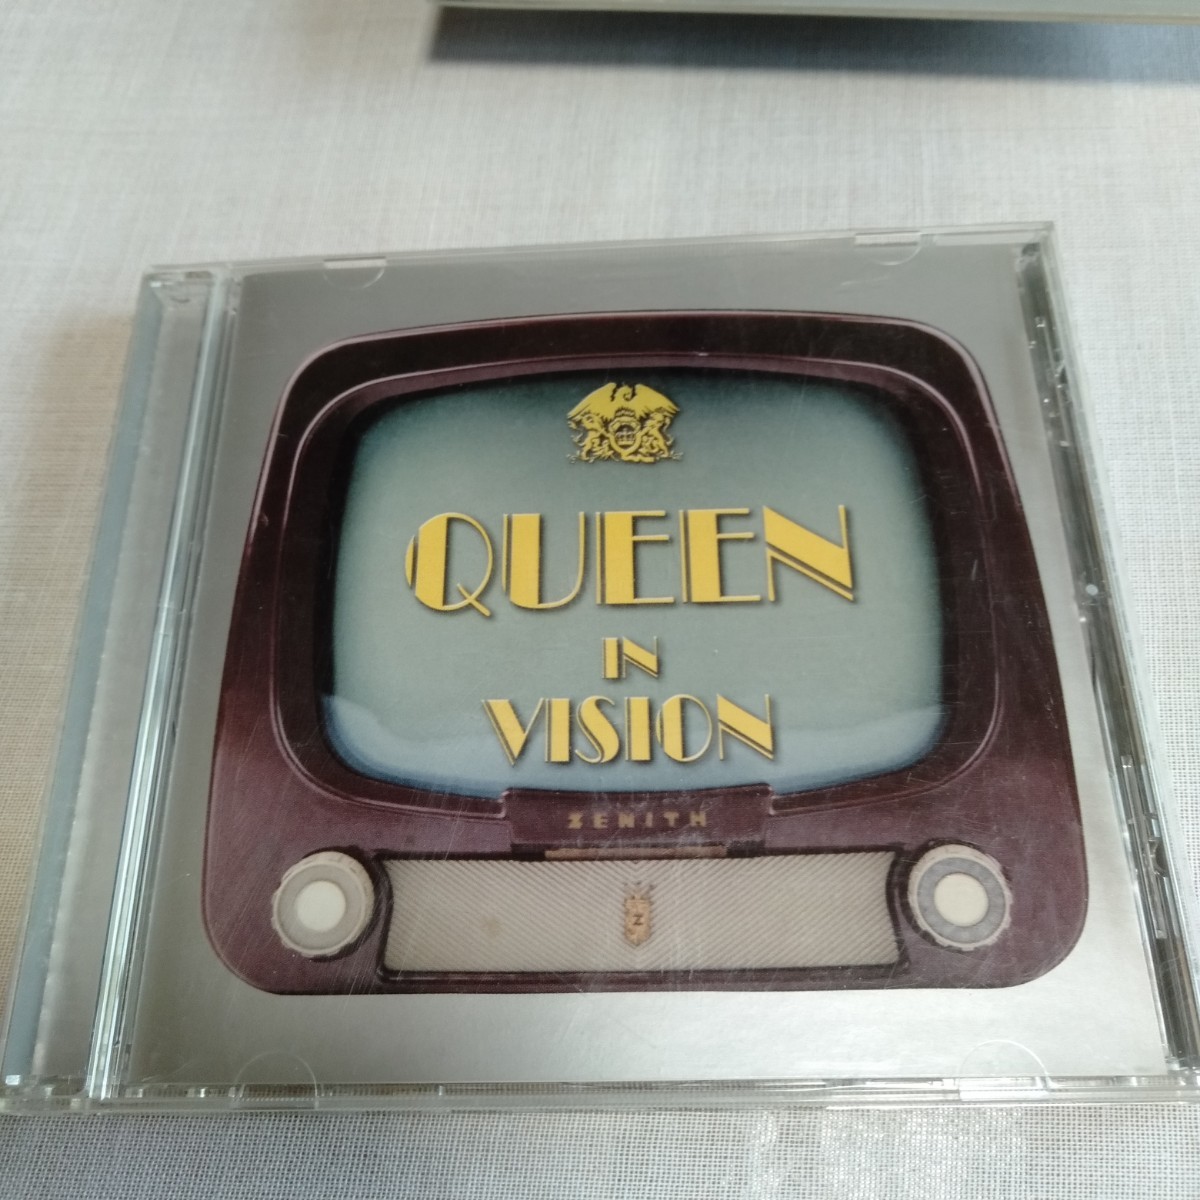 QUEEN
IN
VISION
ZENITH
Z